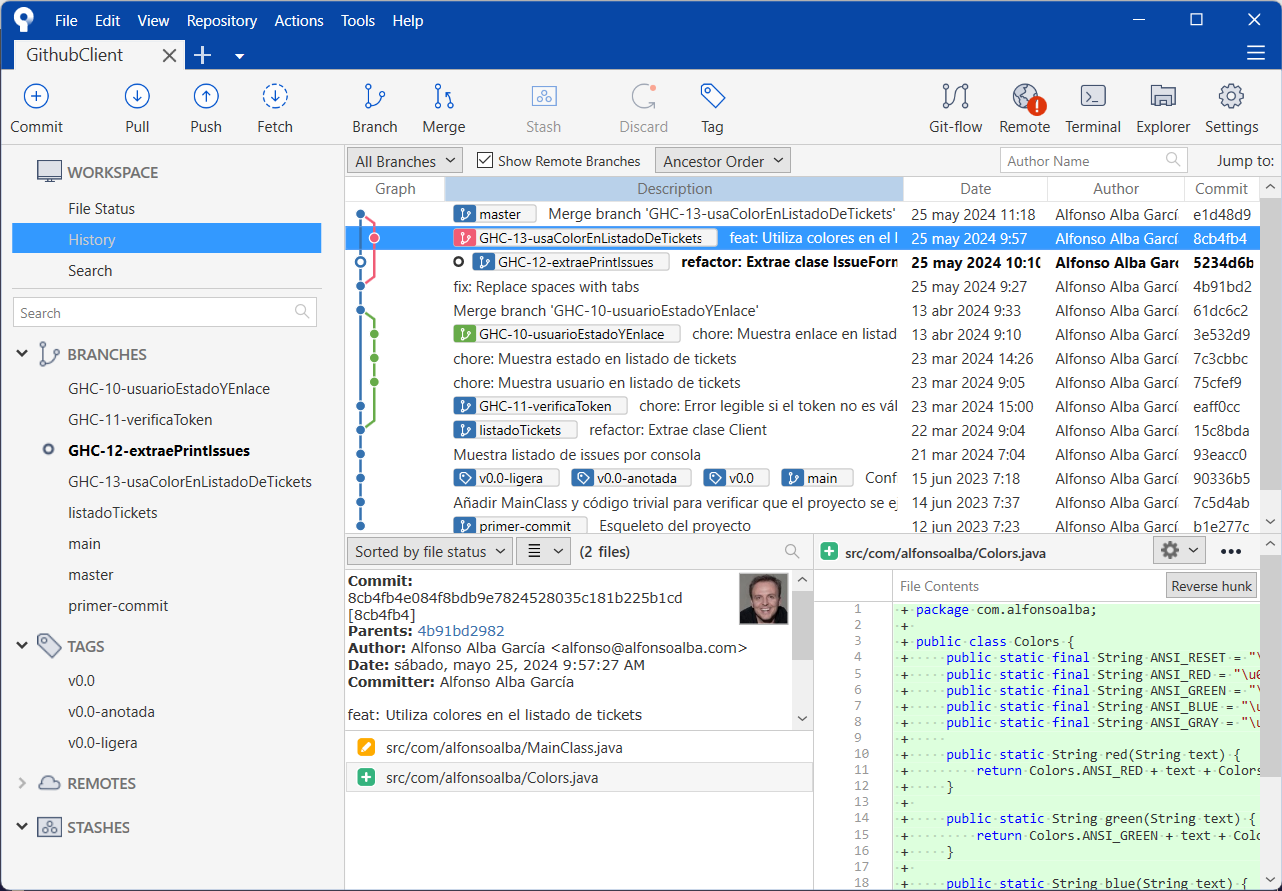 File Edit View Repository Actions Tools Help
GithubClient
Commit Pull Push Fetch Branch Merge Stash Discard Tag Git-flow Remote Terminal Explorer Settings
All Branches Show Remote Branches Ancestor Order Author Name Jump to:
Graph Description Date Author Commit
master Merge branch 'GHC-13-usaColorEnListadoDeTickets' 25 may 2024 11:18 Alfonso Alba Garcí e1d48d9
GHC-13-usaColorEnListadoDeTickets feat: Utiliza colores en el l 25 may 2024 9:57 Alfonso Alba Garcí 8cb4fb4
GHC-12-extraePrintIssues refactor: Extrae clase IssueForn 25 may 2024 10:10 Alfonso Alba Garc 5234d6b
fix: Replace spaces with tabs 25 may 2024 9:27 Alfonso Alba Garcí 4b91bd2
Merge branch 'GHC-10-usuarioEstadoYEnlace' 13 abr 2024 9:33 Alfonso Alba Garcí 61dc6c2
GHC-10-usuarioEstadoYEnlace chore: Muestra enlace en listad 13 abr 2024 9:10 Alfonso Alba Garcí 3e532d9
chore: Muestra estado en listado de tickets 23 mar 2024 14:26 Alfonso Alba Garcí 7c3cbbc
chore: Muestra usuario en listado de tickets 23 mar 2024 9:05 Alfonso Alba Garcí 75cfef9
GHC-11-verificaToken chore: Error legible si el token no es vál 23 mar 2024 15:00 Alfonso Alba Garcí eaff0cc
listadoTickets refactor: Extrae clase Client 22 mar 2024 9:04 Alfonso Alba Garcí 15c8bda
Muestra listado de issues por consola 21 mar 2024 7:04 Alfonso Alba Garcí 93eacc0
v0.0-ligera v0.0-anotada v0.0 main Conf 15 jun 2023 7:18 Alfonso Alba Garcí 90336b5
Añadir MainClass y código trivial para verificar que el proyecto se ej 14 jun 2023 7:37 Alfonso Alba Garcí 7c5d4ab
primer-commit Esqueleto del proyecto 12 jun 2023 7:23 Alfonso Alba Garcí b1e277c
WORKSPACE
File Status
History
Search
Search
BRANCHES
GHC-10-usuarioEstadoYEnlace
GHC-11-verificaToken
GHC-12-extraePrintIssues
GHC-13-usaColorEnListadoDeTickets
listadoTickets
main
master
primer-commit
TAGS
v0.0
v0.0-anotada
v0.0-ligera
REMOTES
STASHES
Sorted by file status (2 files)
Commit:
8cb4fb4e084f8bdb9e7824528035c181b225b1cd
[8cb4fb4]
Parents: 4b91bd2982
Author: Alfonso Alba García <alfonso@alfonsoalba.com>
Date: sábado, mayo 25, 2024 9:57:27 AM
Committer: Alfonso Alba García
feat: Utiliza colores en el listado de tickets
src/com/alfonsoalba/MainClass.java
src/com/alfonsoalba/Colors.java
src/com/alfonsoalba/Colors.java
File Contents Reverse hunk
1 + package com.alfonsoalba;
2 +
3 + public class Colors {
4 + public static final String ANSI_RESET = "\
5 + public static final String ANSI_RED = "\u
6 + public static final String ANSI_GREEN = "\
7 + public static final String ANSI_BLUE = "\u
8 + public static final String ANSI_GRAY = "\u
9 +
10 + public static String red(String text) {
11 + return Colors.ANSI_RED + text + Colors
12 + }
13 +
14 + public static String green(String text) {
15 + return Colors.ANSI_GREEN + text + Colo
16 + }
17 +
18 + public static String blue(String text) {